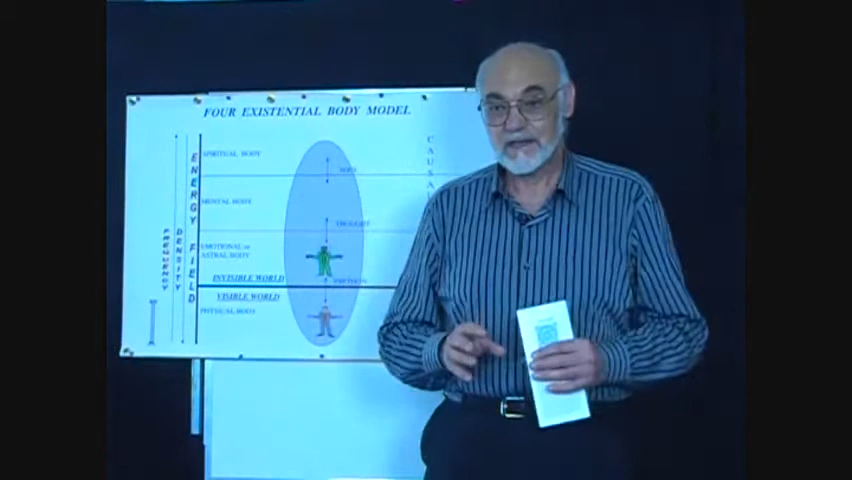 FOUR EXISTENTIAL BODY MODEL
CAUSA
SPIRITUAL BODY
ENERGY FIELD
MENTAL BODY
THOUGHT
FREQUENCY
DENSITY
EMOTIONAL or
ASTRAL BODY
INVISIBLE WORLD
VISIBLE WORLD
PHYSICAL BODY